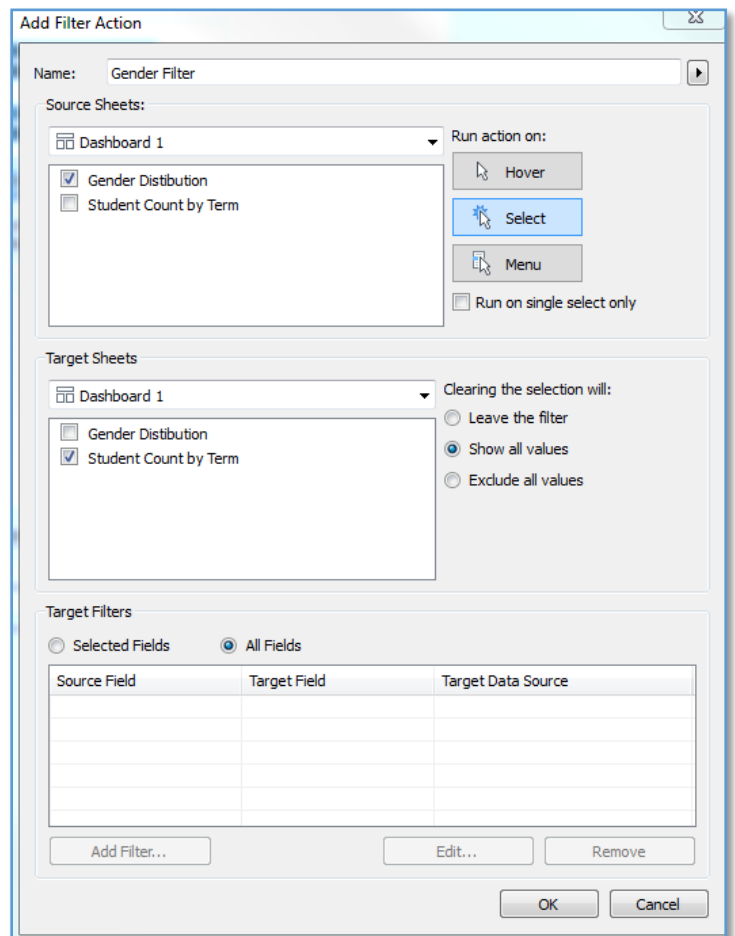 Add Filter Action
Name: Gender Filter
Source Sheets:
Dashboard 1
Run action on:
Gender Distibution
Student Count by Term
Hover
Select
Menu
Run on single select only
Target Sheets
Dashboard 1
Clearing the selection will:
Gender Distibution
Student Count by Term
Leave the filter
Show all values
Exclude all values
Target Filters
Selected Fields All Fields
Source Field Target Field Target Data Source
Add Filter... Edit... Remove
OK Cancel